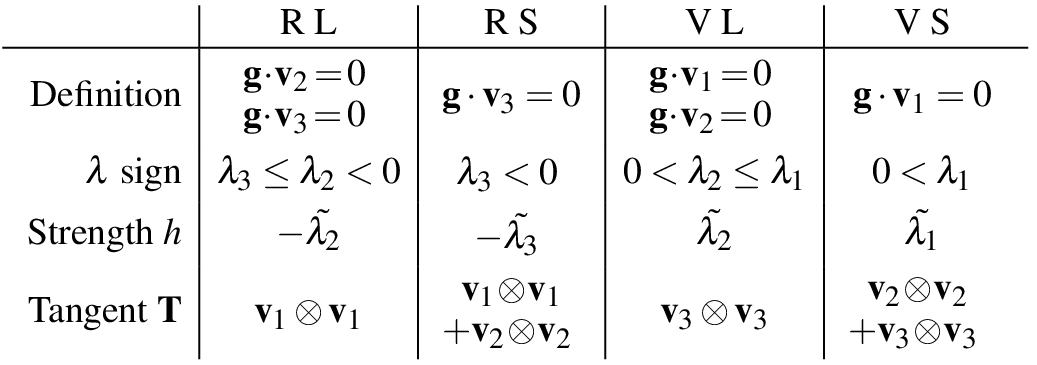 R L R S V L V S
Definition g·v₂=0 g·v₃=0 g·v₃ = 0 g·v₁=0 g·v₂=0 g·v₁ = 0
λ sign λ₃ ≤ λ₂ < 0 λ₃ < 0 0 < λ₂ ≤ λ₁ 0 < λ₁
Strength h −λ̃₂ −λ̃₃ λ̃₂ λ̃₁
Tangent T v₁⊗v₁ v₁⊗v₁ +v₂⊗v₂ v₃⊗v₃ v₂⊗v₂ +v₃⊗v₃